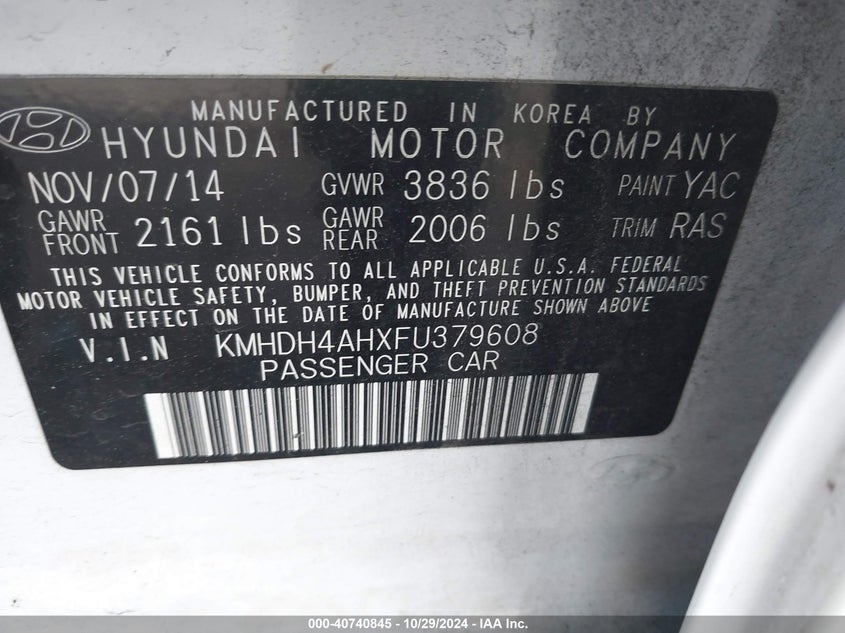 MANUFACTURED IN KOREA BY
HYUNDAI MOTOR COMPANY
NOV/07/14 GVWR 3836 lbs PAINT YAC
GAWR FRONT 2161 lbs GAWR REAR 2006 lbs TRIM RAS
THIS VEHICLE CONFORMS TO ALL APPLICABLE U.S.A. FEDERAL
MOTOR VEHICLE SAFETY, BUMPER, AND THEFT PREVENTION STANDARDS
IN EFFECT ON THE DATE OF MANUFACTURE SHOWN ABOVE
V.I.N KMHDH4AHXFU379608
PASSENGER CAR
000-40740845 - 10/29/2024 - IAA Inc.